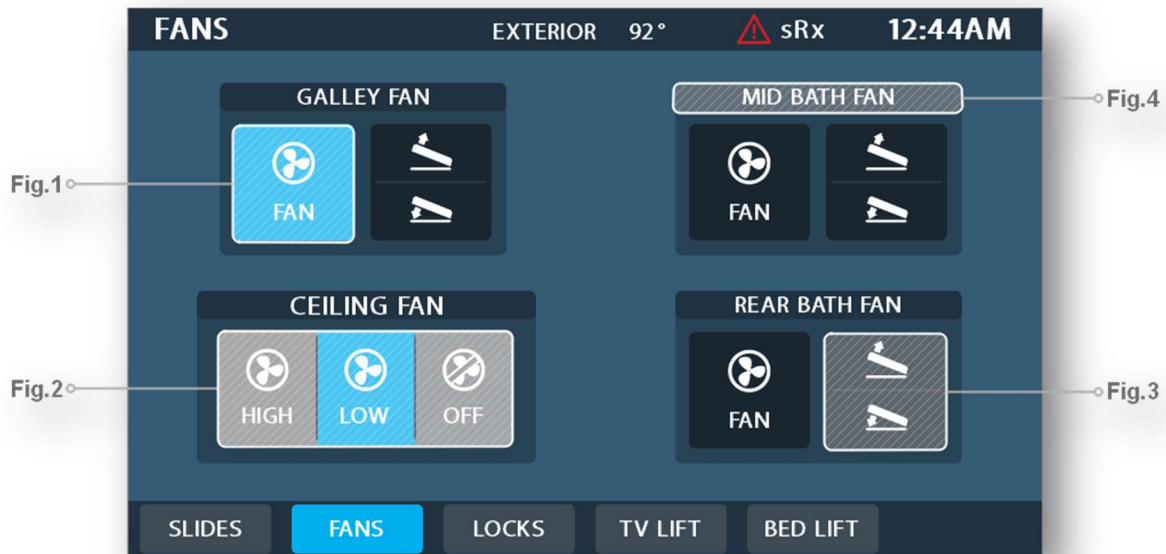 FANS EXTERIOR 92° sRx 12:44AM
GALLEY FAN
FAN
Fig.1
MID BATH FAN
FAN
Fig.4
CEILING FAN
HIGH LOW OFF
Fig.2
REAR BATH FAN
FAN
Fig.3
SLIDES FANS LOCKS TV LIFT BED LIFT